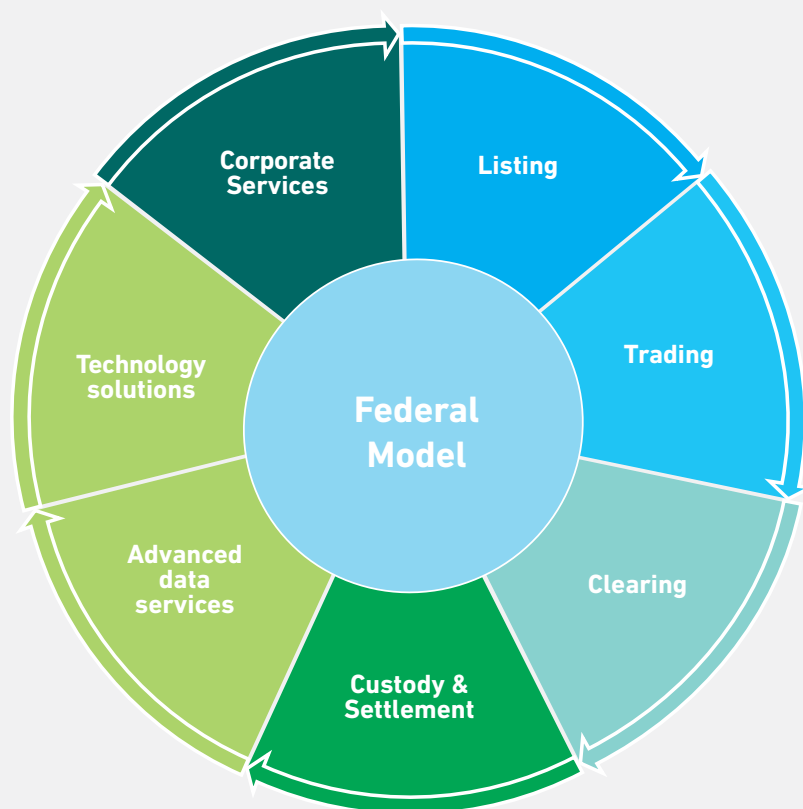 Corporate
Services
Listing
Trading
Clearing
Custody &
Settlement
Advanced
data
services
Technology
solutions
Federal
Model